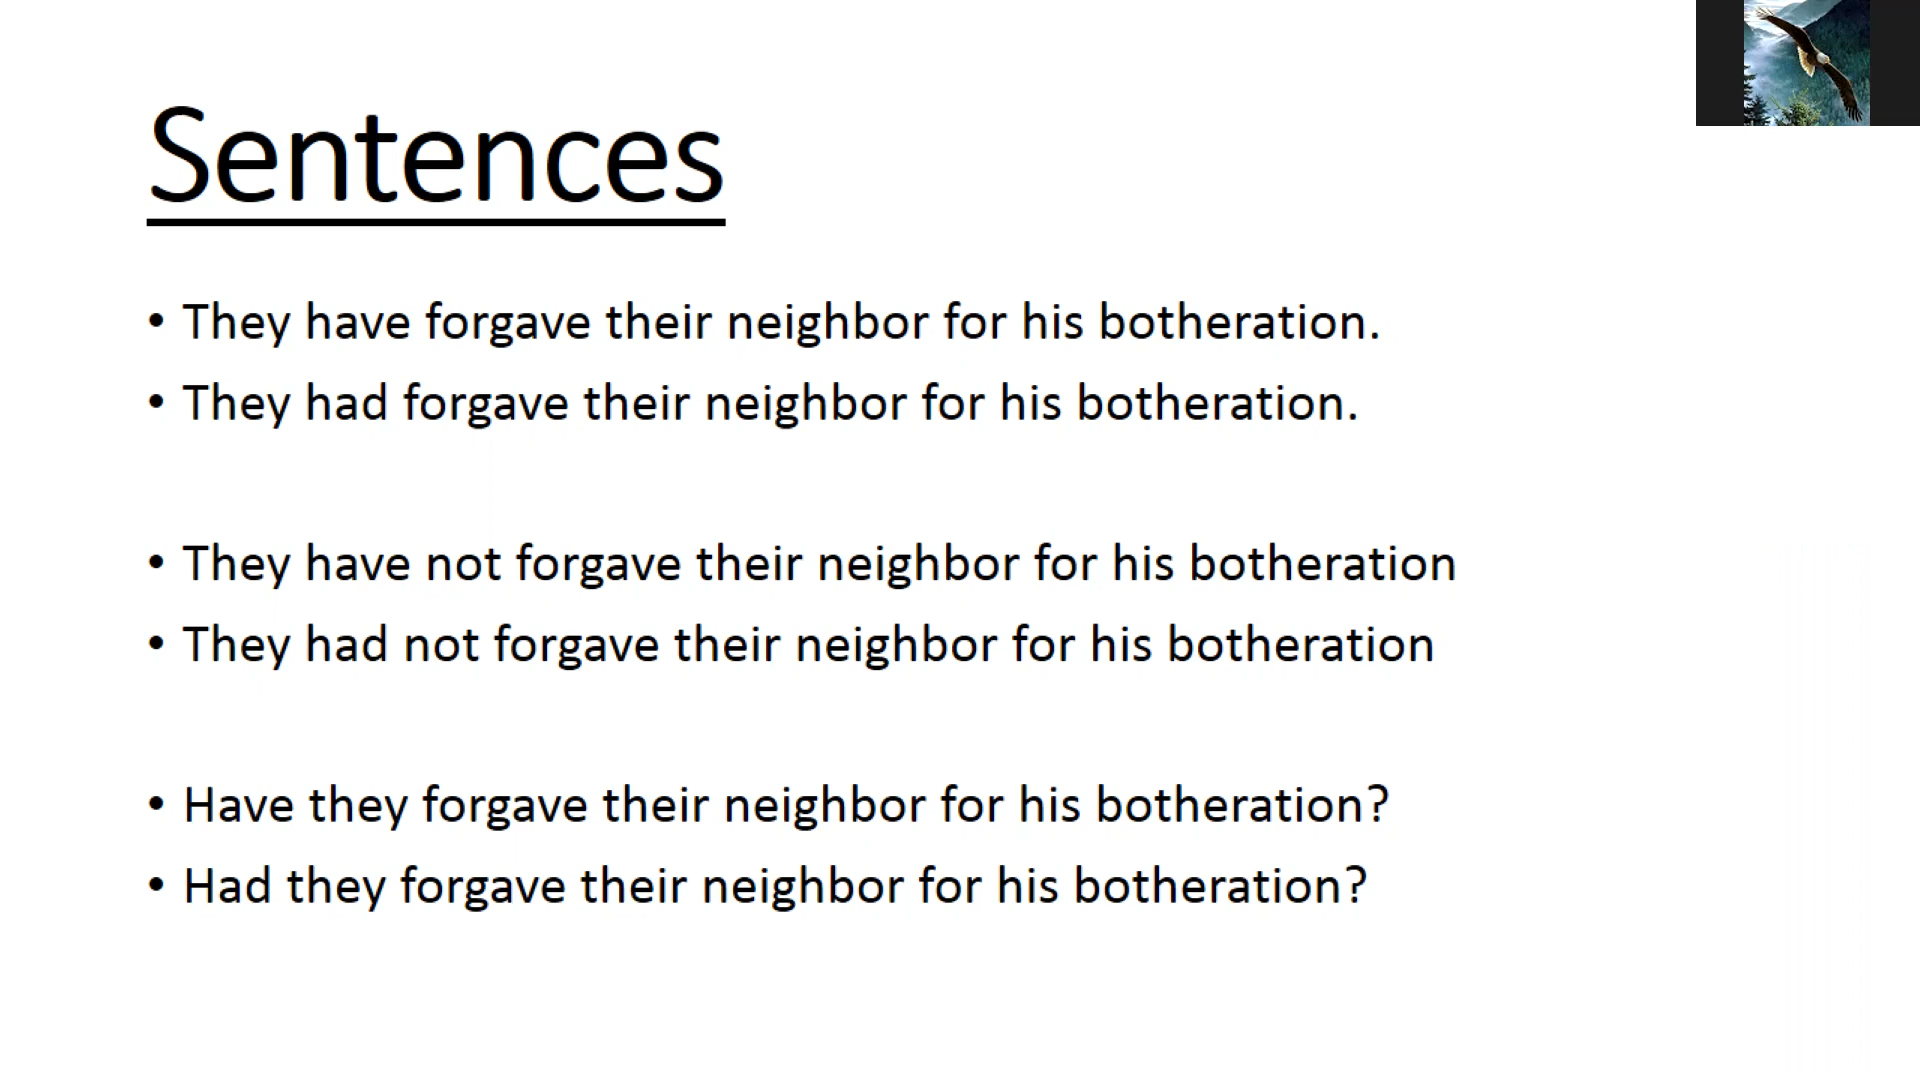 Sentences
• They have forgave their neighbor for his botheration.
• They had forgave their neighbor for his botheration.
• They have not forgave their neighbor for his botheration
• They had not forgave their neighbor for his botheration
• Have they forgave their neighbor for his botheration?
• Had they forgave their neighbor for his botheration?